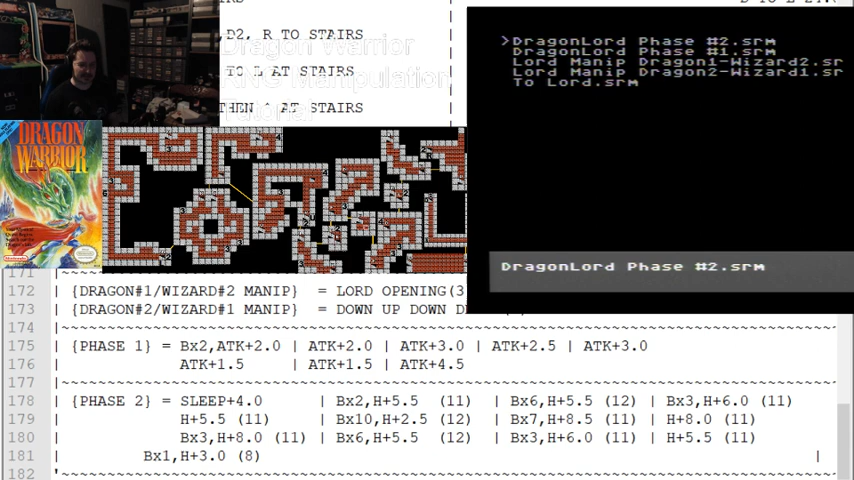 ,D2, R TO STAIRS
TO L AT STAIRS
THEN ^ AT STAIRS
Dragon Warrior
RNG Manipulation
Tutorial
DRAGON
WARRIOR
>DragonLord Phase #2.srm
DragonLord Phase #1.srm
Lord Manip Dragon1-Wizard2.sr
Lord Manip Dragon2-Wizard1.sr
To Lord.srm
DragonLord Phase #2.srm
172 | {DRAGON#1/WIZARD#2 MANIP} = LORD OPENING(3
173 | {DRAGON#2/WIZARD#1 MANIP} = DOWN UP DOWN D
174 |~~~~~~~~~~~~~~~~~~~~~~~~~~~~~~~~~~~~~~~~~~~~~~~~~~~~~~~~~~~~~~~~~~~~
175 | {PHASE 1} = Bx2,ATK+2.0 | ATK+2.0 | ATK+3.0 | ATK+2.5 | ATK+3.0
176 | ATK+1.5 | ATK+1.5 | ATK+4.5
177 |~~~~~~~~~~~~~~~~~~~~~~~~~~~~~~~~~~~~~~~~~~~~~~~~~~~~~~~~~~~~~~~~~~~~
178 | {PHASE 2} = SLEEP+4.0 | Bx2,H+5.5 (11) | Bx6,H+5.5 (12) | Bx3,H+6.0 (11)
179 | H+5.5 (11) | Bx10,H+2.5 (12) | Bx7,H+8.5 (11) | H+8.0 (11)
180 | Bx3,H+8.0 (11) | Bx6,H+5.5 (12) | Bx3,H+6.0 (11) | H+5.5 (11)
181 | Bx1,H+3.0 (8) |
182 '~~~~~~~~~~~~~~~~~~~~~~~~~~~~~~~~~~~~~~~~~~~~~~~~~~~~~~~~~~~~~~~~~~~~